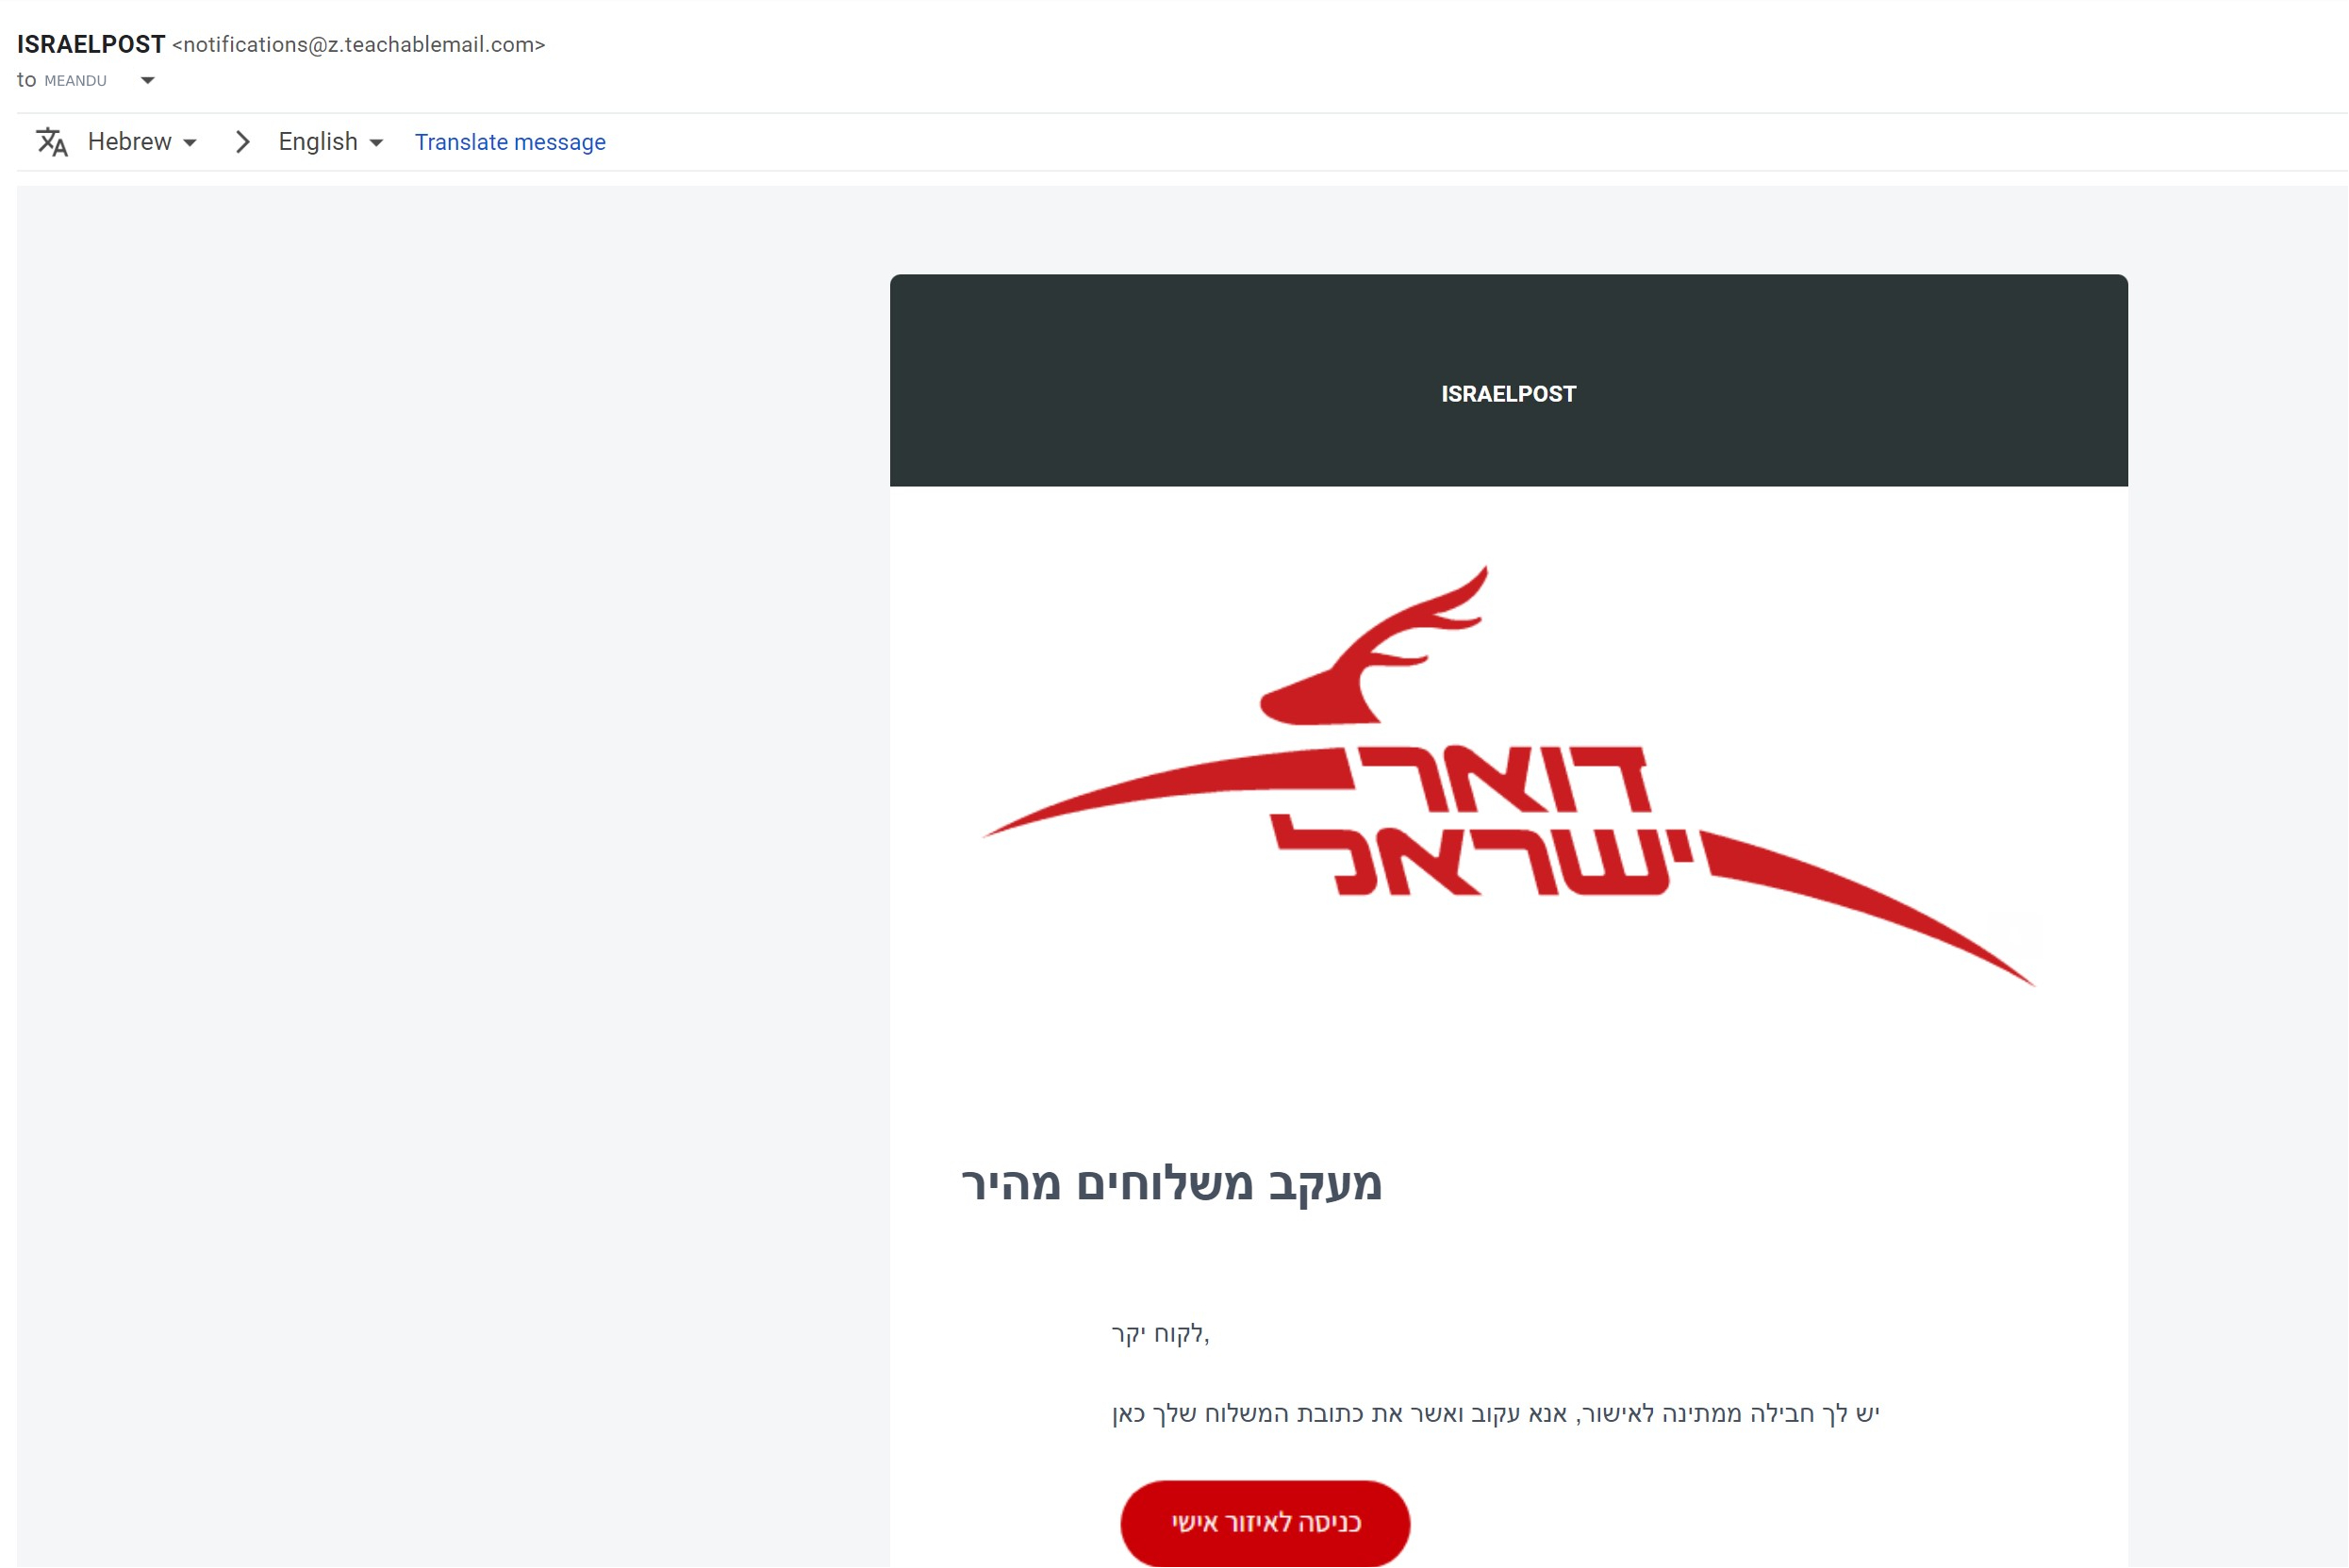 ISRAELPOST <notifications@z.teachablemail.com>
to MEANDU
Hebrew > English Translate message
ISRAELPOST
דואר
ישראל
מעקב משלוחים מהיר
לקוח יקר,
יש לך חבילה ממתינה לאישור, אנא עקוב ואשר את כתובת המשלוח שלך כאן
כניסה לאיזור אישי